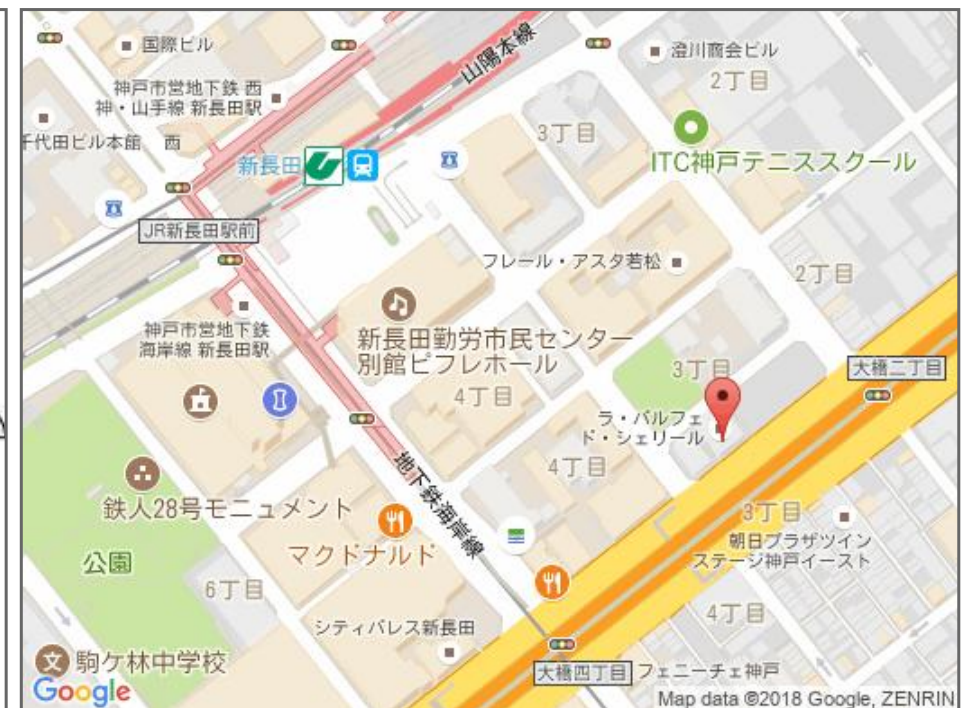 国際ビル
山陽本線
澄川商会ビル
2丁目
神戸市営地下鉄 西
神・山手線 新長田駅
千代田ビル本館 西
3丁目
新長田
ITC神戸テニススクール
JR新長田駅前
フレール・アスタ若松
2丁目
神戸市営地下鉄
海岸線 新長田駅
新長田勤労市民センター
別館ピフレホール
3丁目
大橋二丁目
4丁目
ラ・パルフェ
ド・シェリール
地下鉄海岸線
4丁目
鉄人28号モニュメント
3丁目
マクドナルド
朝日プラザツイン
ステージ神戸イースト
公園
6丁目
4丁目
シティパレス新長田
文 駒ケ林中学校
大橋四丁目
フェニーチェ神戸
Google
Map data ©2018 Google, ZENRIN